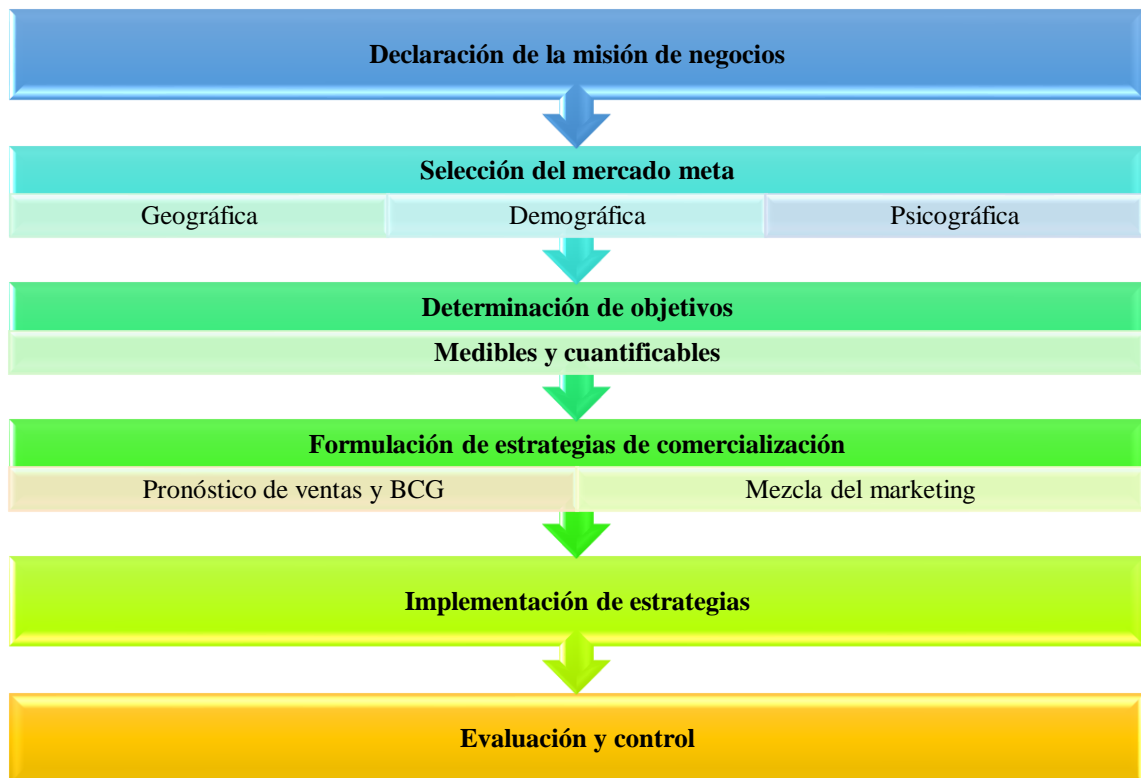 Declaración de la misión de negocios
Selección del mercado meta
Geográfica
Demográfica
Psicográfica
Determinación de objetivos
Medibles y cuantificables
Formulación de estrategias de comercialización
Pronóstico de ventas y BCG
Mezcla del marketing
Implementación de estrategias
Evaluación y control